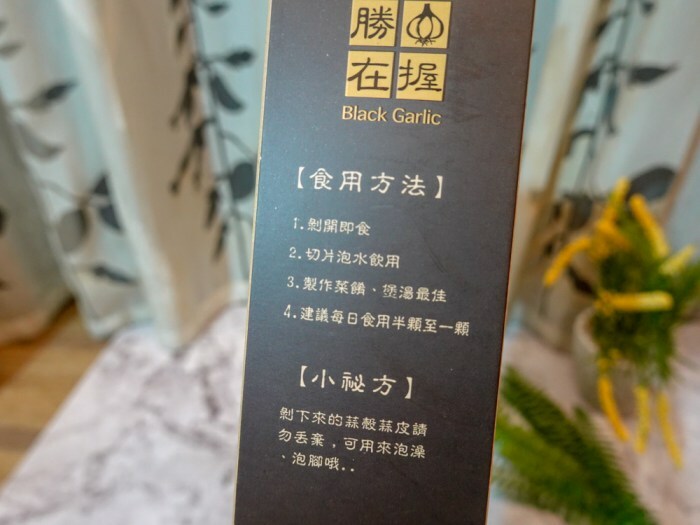 勝
在握
Black Garlic
【食用方法】
1.剝開即食
2.切片泡水飲用
3.製作菜餚、煲湯最佳
4.建議每日食用半顆至一顆
【小祕方】
剝下來的蒜殼蒜皮請
勿丟棄，可用來泡澡
、泡腳哦..